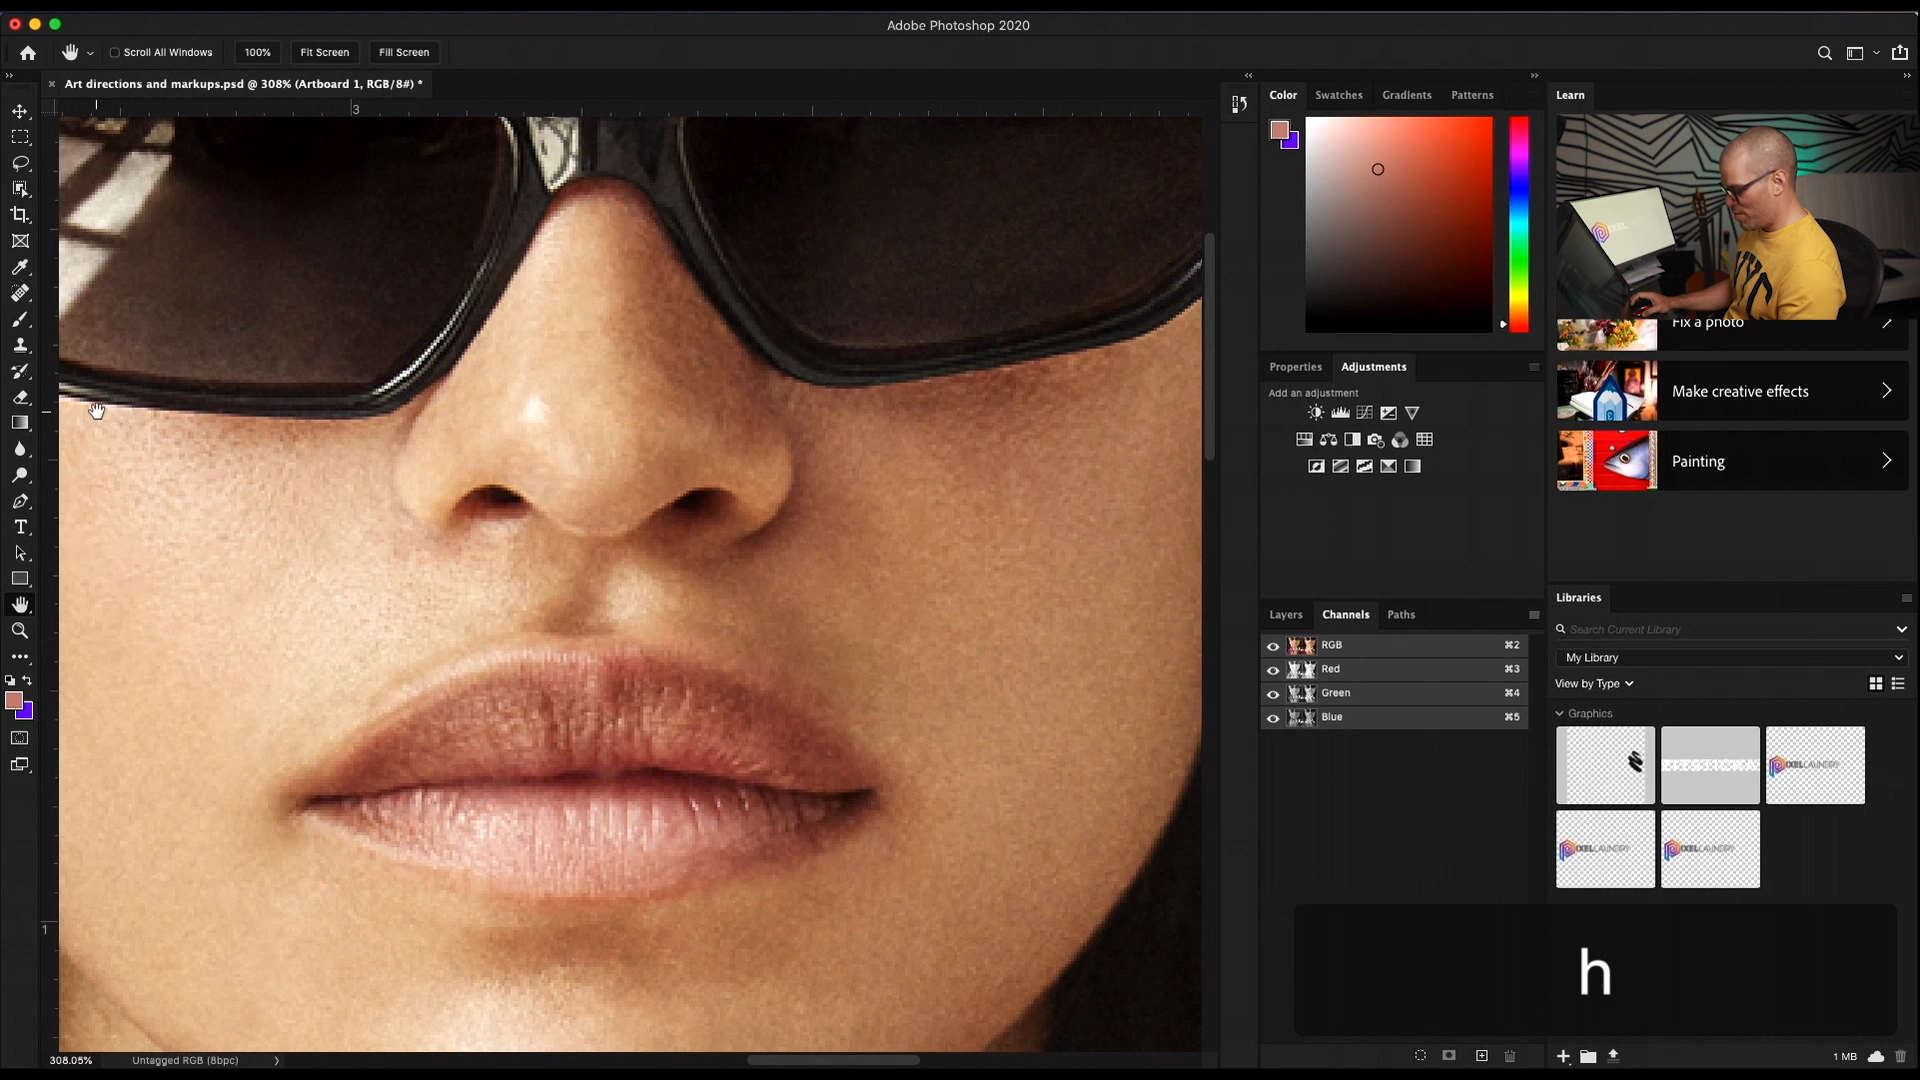 Adobe Photoshop 2020
Scroll All Windows
100%
Fit Screen
Fill Screen
Art directions and markups.psd @ 308% (Artboard 1, RGB/8#) *
3
1
Color
Swatches
Gradients
Patterns
Learn
Fix a photo
Make creative effects
Painting
Properties
Adjustments
Add an adjustment
Layers
Channels
Paths
RGB ⌘2
Red ⌘3
Green ⌘4
Blue ⌘5
Libraries
Search Current Library
My Library
View by Type
Graphics
IXELLAUNDRY
IXELLAUNDRY
IXELLAUNDRY
h
308.05%
Untagged RGB (8bpc)
1 MB